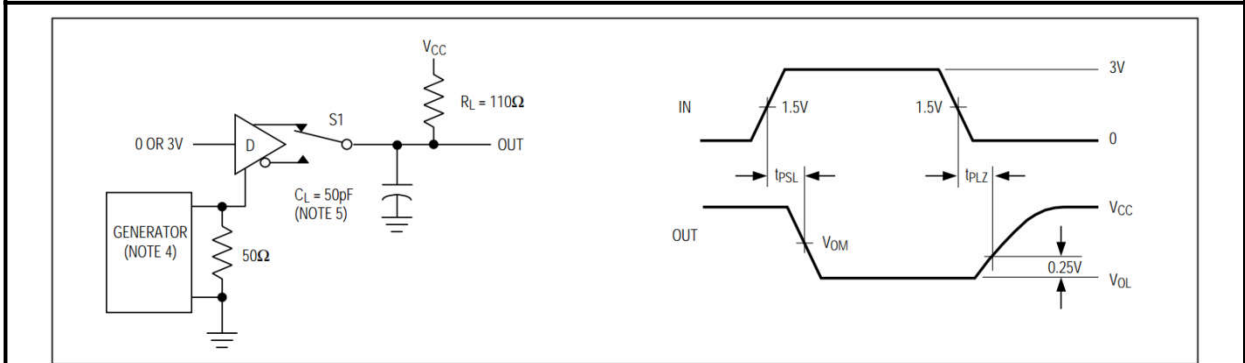 VCC
RL = 110Ω
S1
0 OR 3V
D
OUT
CL = 50pF
(NOTE 5)
GENERATOR
(NOTE 4)
50Ω
3V
IN
1.5V
1.5V
0
tPSL
tPLZ
VCC
OUT
VOM
0.25V
VOL